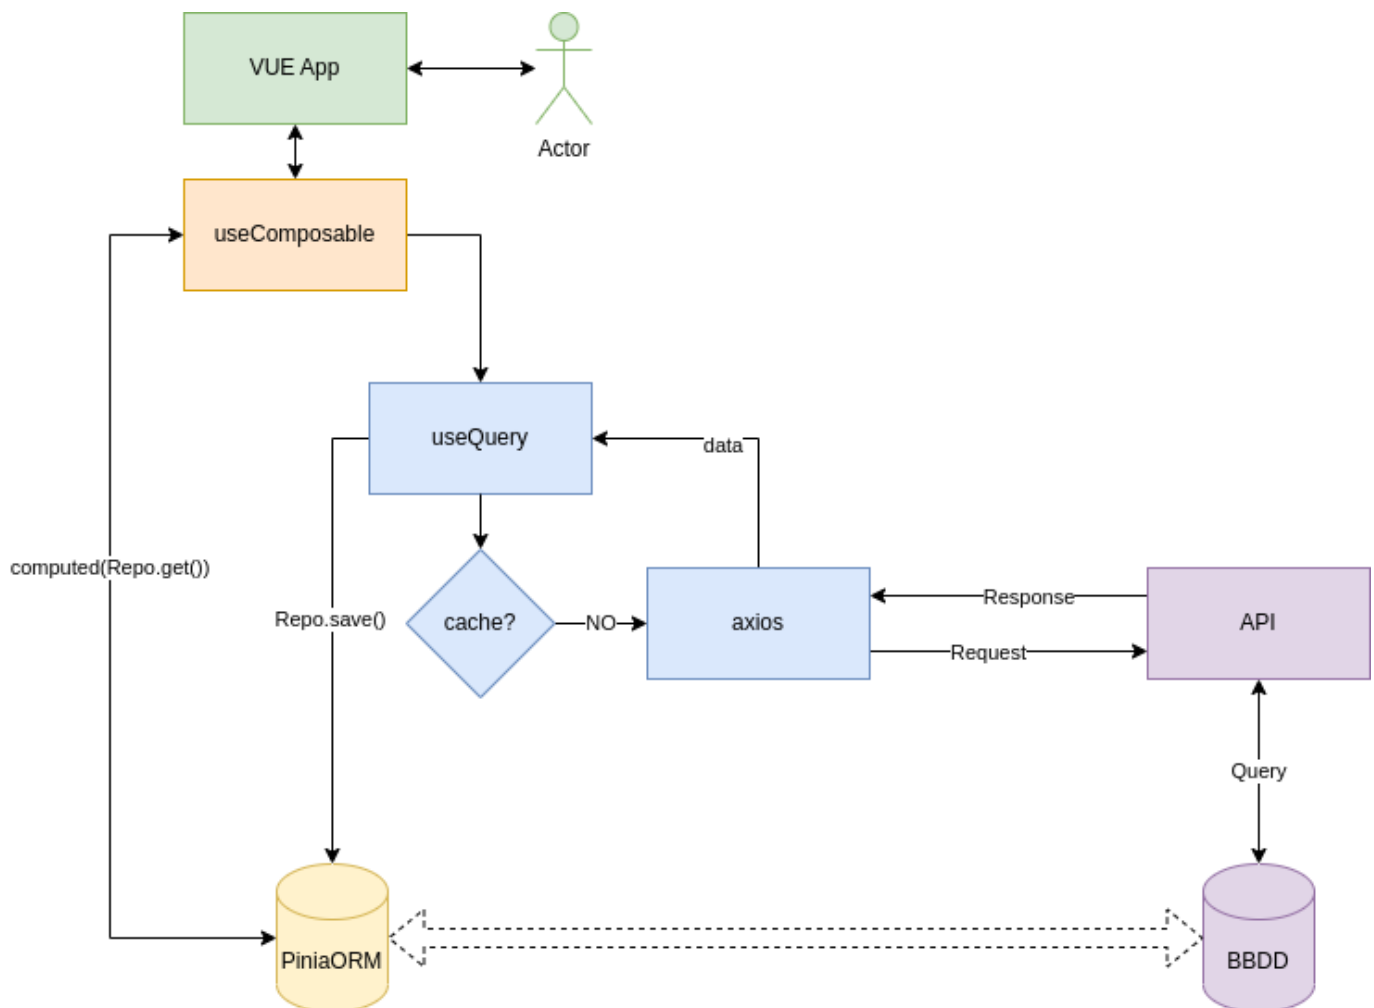 VUE App
Actor
useComposable
useQuery
data
computed(Repo.get())
Repo.save()
cache?
NO
axios
Response
Request
API
Query
PiniaORM
BBDD